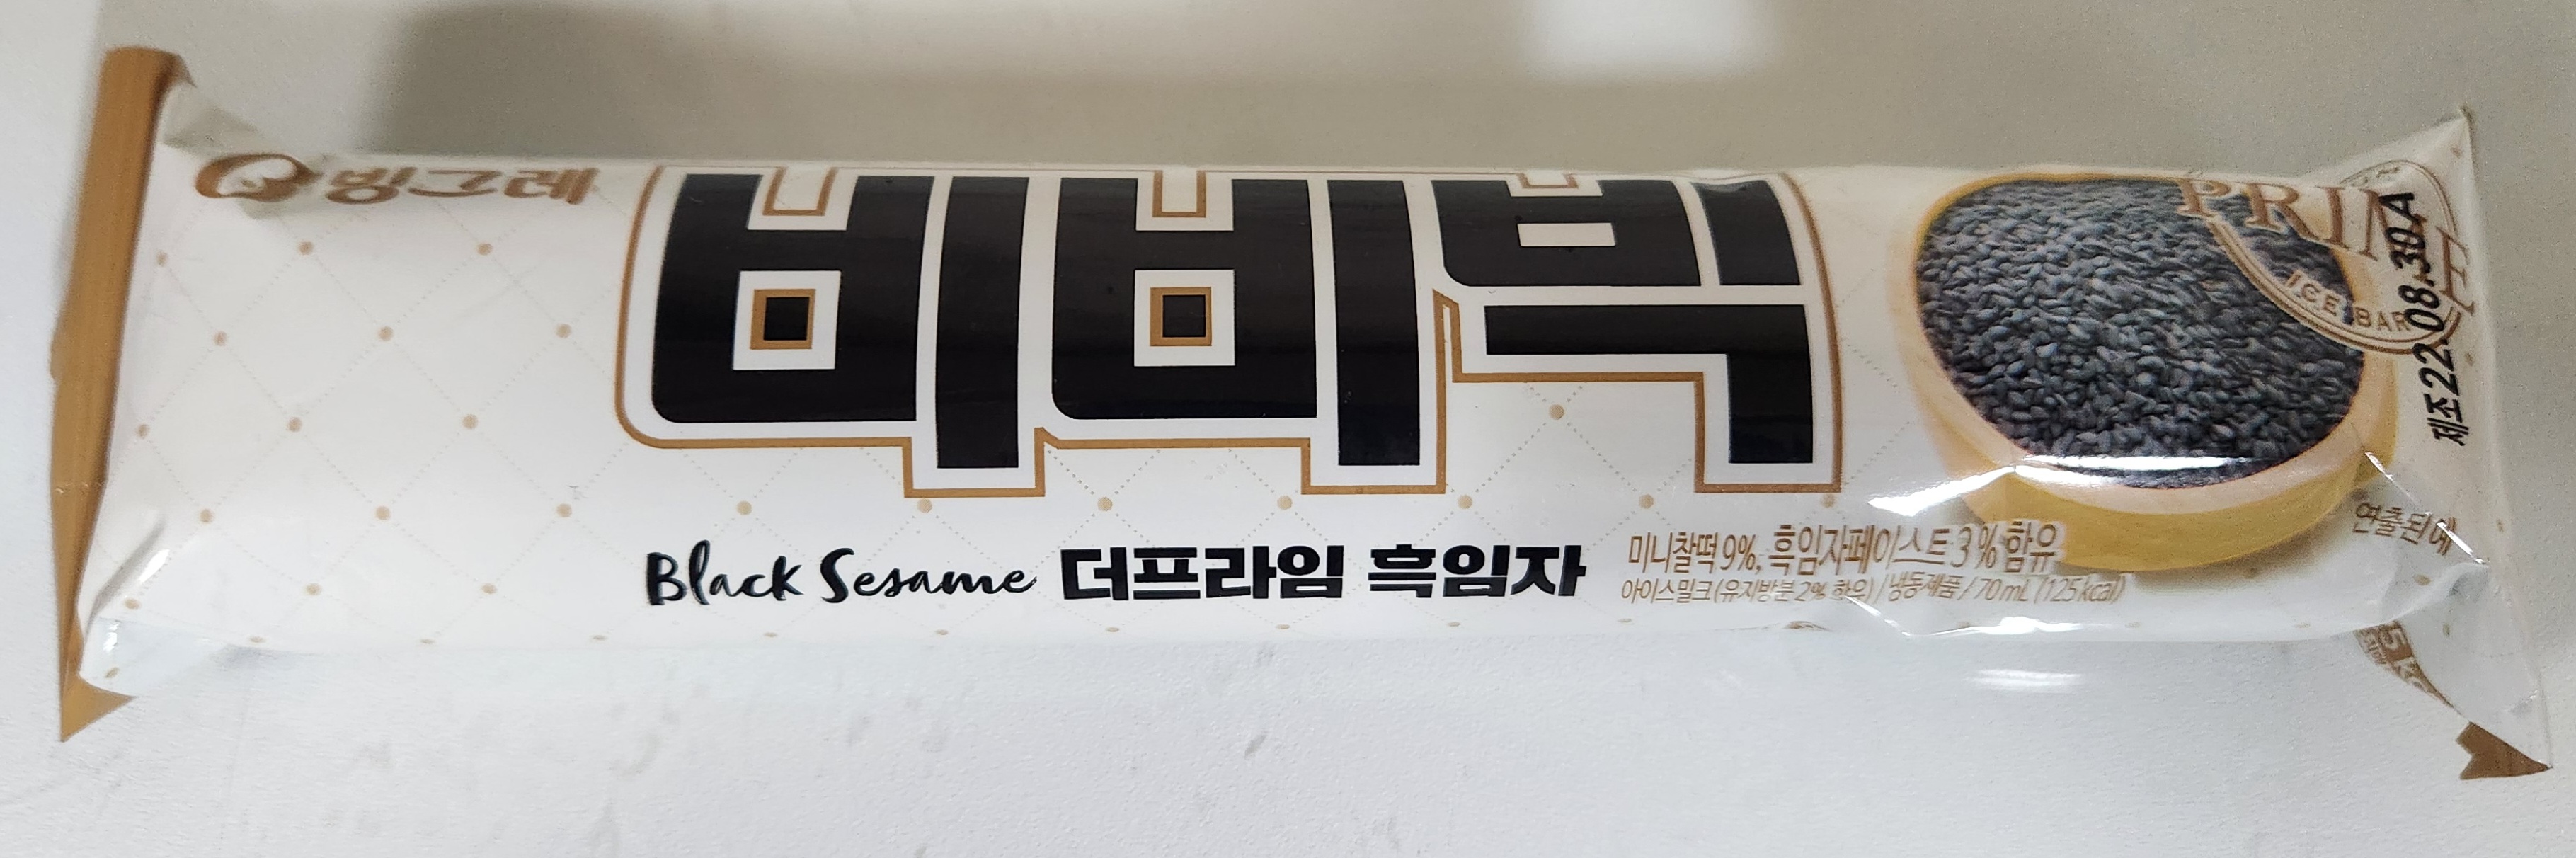 빙그레
비비빅
Black Sesame 더프라임 흑임자
미니찰떡 9%, 흑임자페이스트 3% 함유
아이스밀크(유지방분 2% 함유) / 냉동제품 / 70 mL (125 kcal)
PRIME
ICE BAR
제조22.08.30.A
연출된 예